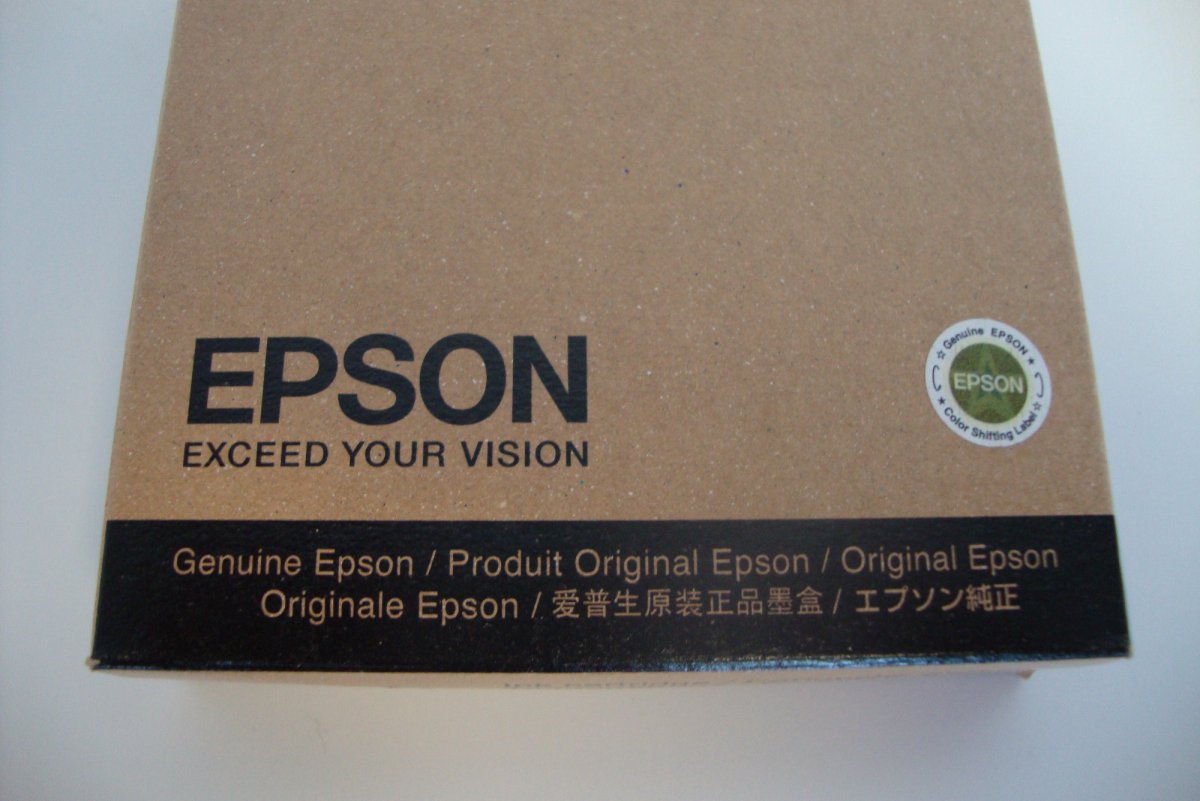 EPSON
EXCEED YOUR VISION
Genuine EPSON
EPSON
Color Shifting Label
Genuine Epson / Produit Original Epson / Original Epson
Originale Epson / 爱普生原装正品墨盒 / エプソン純正